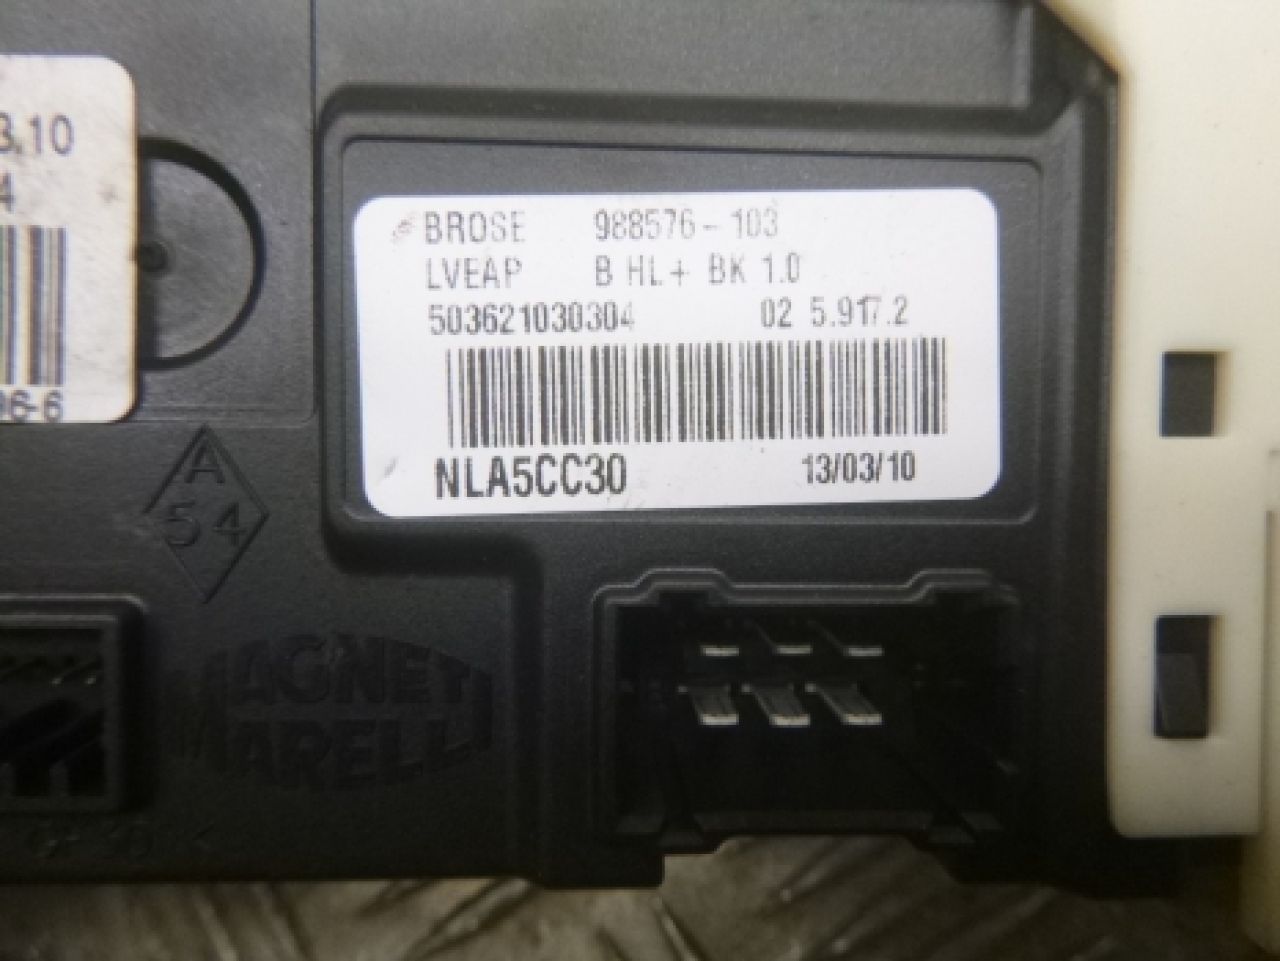 3.10
4
96-6
BROSE 988576-103
LVEAP B HL+ BK 1.0
503621030304 02 5.917.2
NLA5CC30 13/03/10
A
54
MAGNETI
MARELLI